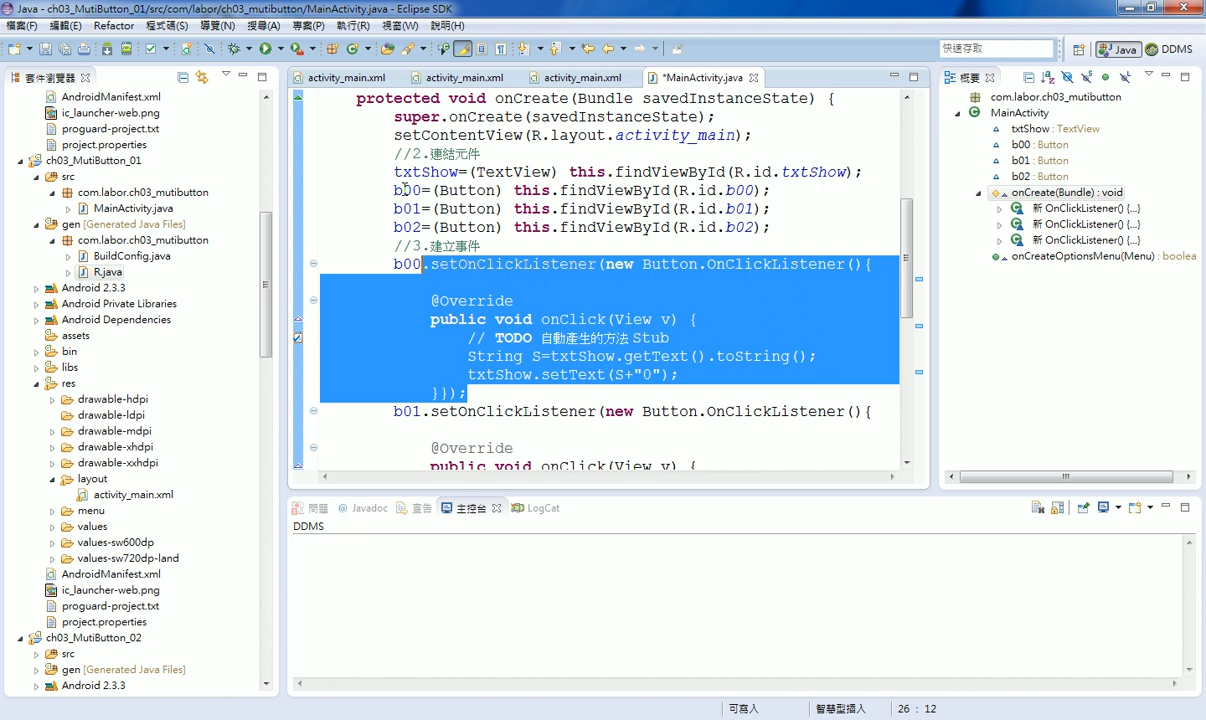 Java - ch03_MutiButton_01/src/com/labor/ch03_mutibutton/MainActivity.java - Eclipse SDK
檔案(F) 編輯(E) Refactor 程式碼(S) 導覽(N) 搜尋(A) 專案(P) 執行(R) 視窗(W) 說明(H)
快速存取
Java
DDMS
套件瀏覽器
AndroidManifest.xml
ic_launcher-web.png
proguard-project.txt
project.properties
ch03_MutiButton_01
src
com.labor.ch03_mutibutton
MainActivity.java
gen [Generated Java Files]
com.labor.ch03_mutibutton
BuildConfig.java
R.java
Android 2.3.3
Android Private Libraries
Android Dependencies
assets
bin
libs
res
drawable-hdpi
drawable-ldpi
drawable-mdpi
drawable-xhdpi
drawable-xxhdpi
layout
activity_main.xml
menu
values
values-sw600dp
values-sw720dp-land
AndroidManifest.xml
ic_launcher-web.png
proguard-project.txt
project.properties
ch03_MutiButton_02
src
gen [Generated Java Files]
Android 2.3.3
activity_main.xml activity_main.xml activity_main.xml *MainActivity.java
protected void onCreate(Bundle savedInstanceState) {
super.onCreate(savedInstanceState);
setContentView(R.layout.activity_main);
//2.連結元件
txtShow=(TextView) this.findViewById(R.id.txtShow);
b00=(Button) this.findViewById(R.id.b00);
b01=(Button) this.findViewById(R.id.b01);
b02=(Button) this.findViewById(R.id.b02);
//3.建立事件
b00.setOnClickListener(new Button.OnClickListener(){
@Override
public void onClick(View v) {
// TODO 自動產生的方法 Stub
String S=txtShow.getText().toString();
txtShow.setText(S+"0");
}});
b01.setOnClickListener(new Button.OnClickListener(){
@Override
public void onClick(View v) {
概要
com.labor.ch03_mutibutton
MainActivity
txtShow : TextView
b00 : Button
b01 : Button
b02 : Button
onCreate(Bundle) : void
新 OnClickListener() {...}
新 OnClickListener() {...}
新 OnClickListener() {...}
onCreateOptionsMenu(Menu) : boolea
問題 @ Javadoc 宣告 主控台 LogCat
DDMS
可寫入 智慧型插入 26 : 12